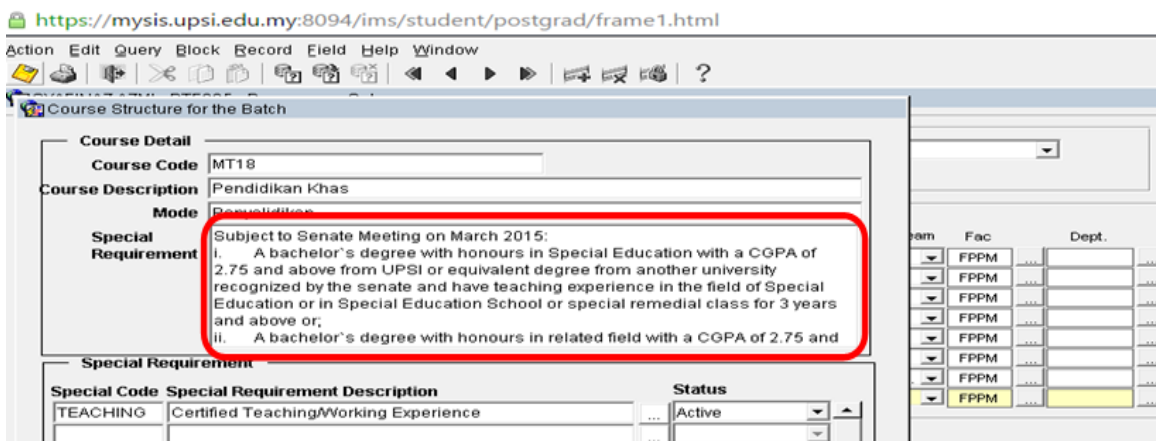 https://mysis.upsi.edu.my:8094/ims/student/postgrad/frame1.html
Action Edit Query Block Record Field Help Window
?
Course Structure for the Batch
Course Detail
Course Code MT18
Course Description Pendidikan Khas
Mode Penyelidikan
Special Requirement
Subject to Senate Meeting on March 2015:
i. A bachelor`s degree with honours in Special Education with a CGPA of
2.75 and above from UPSI or equivalent degree from another university
recognized by the senate and have teaching experience in the field of Special
Education or in Special Education School or special remedial class for 3 years
and above or;
ii. A bachelor`s degree with honours in related field with a CGPA of 2.75 and
Special Requirement
Special Code Special Requirement Description Status
TEACHING Certified Teaching/Working Experience ... Active
...
Fac Dept.
FPPM ... ...
FPPM ... ...
FPPM ... ...
FPPM ... ...
FPPM ... ...
FPPM ... ...
FPPM ... ...
FPPM ... ...